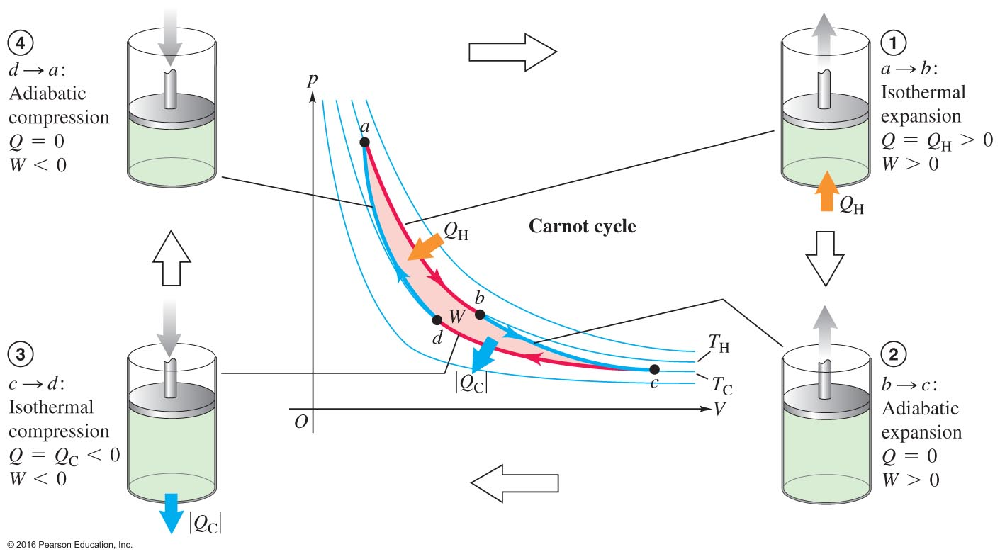 4
d → a:
Adiabatic
compression
Q = 0
W < 0
1
a → b:
Isothermal
expansion
Q = Q_H > 0
W > 0
Q_H
p
a
Q_H
Carnot cycle
b
W
d
|Q_C|
c
T_H
T_C
O
V
3
c → d:
Isothermal
compression
Q = Q_C < 0
W < 0
|Q_C|
2
b → c:
Adiabatic
expansion
Q = 0
W > 0
© 2016 Pearson Education, Inc.